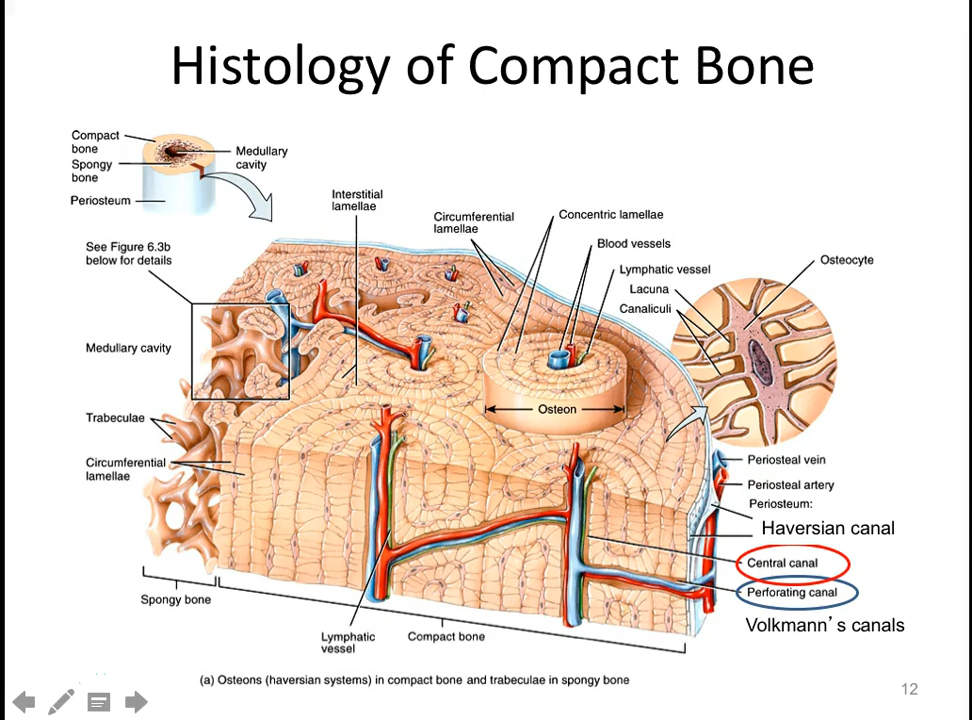 Histology of Compact Bone
Compact
bone
Spongy
bone
Periosteum
Medullary
cavity
Interstitial
lamellae
Circumferential
lamellae
Concentric lamellae
Blood vessels
Lymphatic vessel
Lacuna
Canaliculi
Osteocyte
See Figure 6.3b
below for details
Medullary cavity
Trabeculae
Circumferential
lamellae
Osteon
Periosteal vein
Periosteal artery
Periosteum:
Haversian canal
Central canal
Perforating canal
Volkmann's canals
Spongy bone
Lymphatic
vessel
Compact bone
(a) Osteons (haversian systems) in compact bone and trabeculae in spongy bone
12